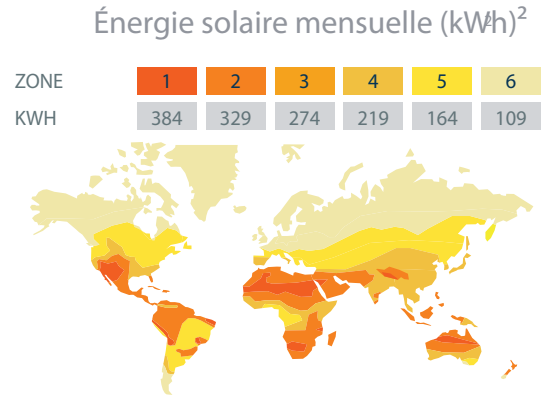 Énergie solaire mensuelle (kWh)²
ZONE 1 2 3 4 5 6
KWH 384 329 274 219 164 109